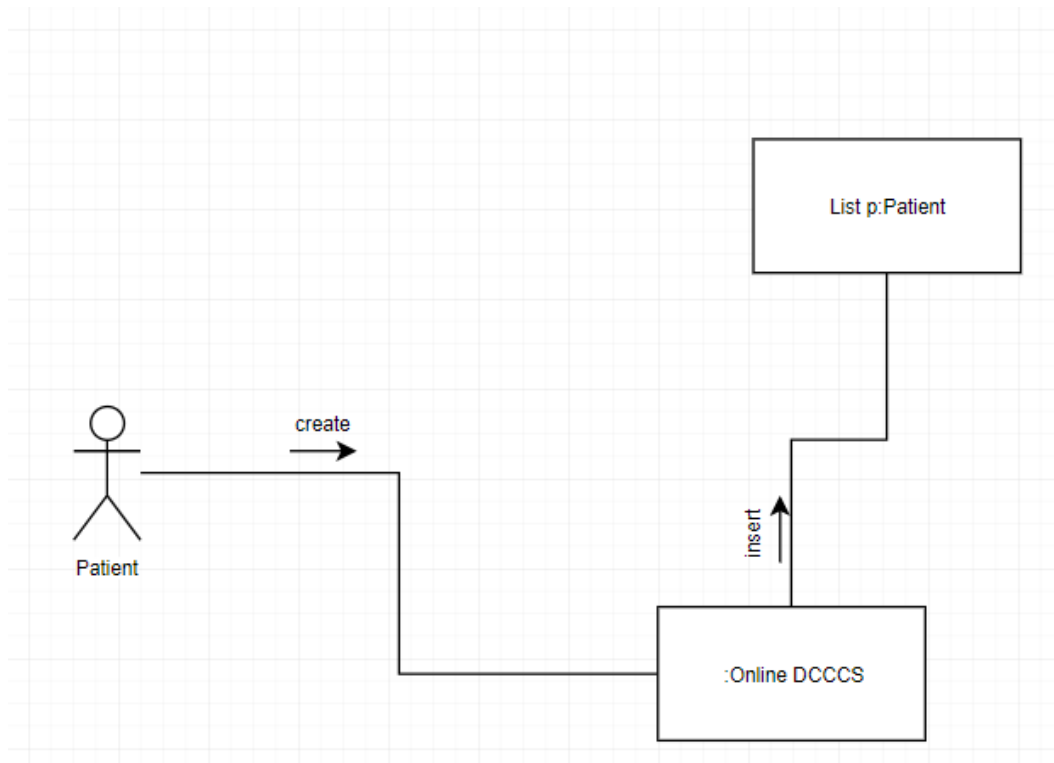 List p:Patient
create
Patient
insert
:Online DCCCS